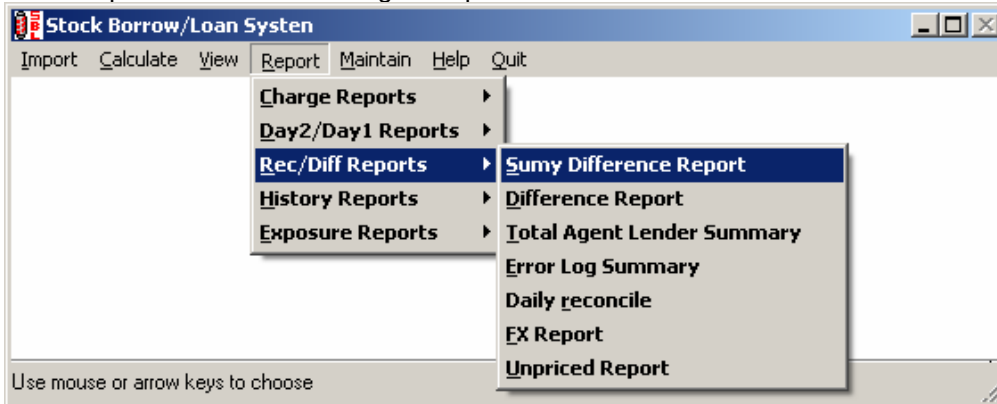 Stock Borrow/Loan Systen
Import Calculate View Report Maintain Help Quit
Charge Reports
Day2/Day1 Reports
Rec/Diff Reports
History Reports
Exposure Reports
Sumy Difference Report
Difference Report
Total Agent Lender Summary
Error Log Summary
Daily reconcile
FX Report
Unpriced Report
Use mouse or arrow keys to choose